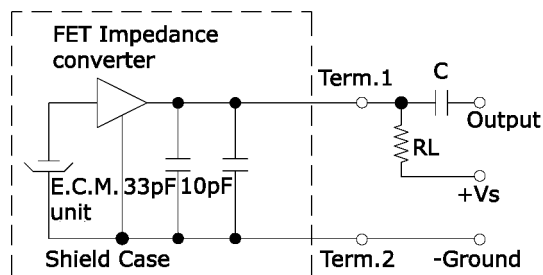 FET Impedance
converter
Term.1
C
Output
RL
E.C.M.
unit
33pF
10pF
+Vs
Shield Case
Term.2
-Ground